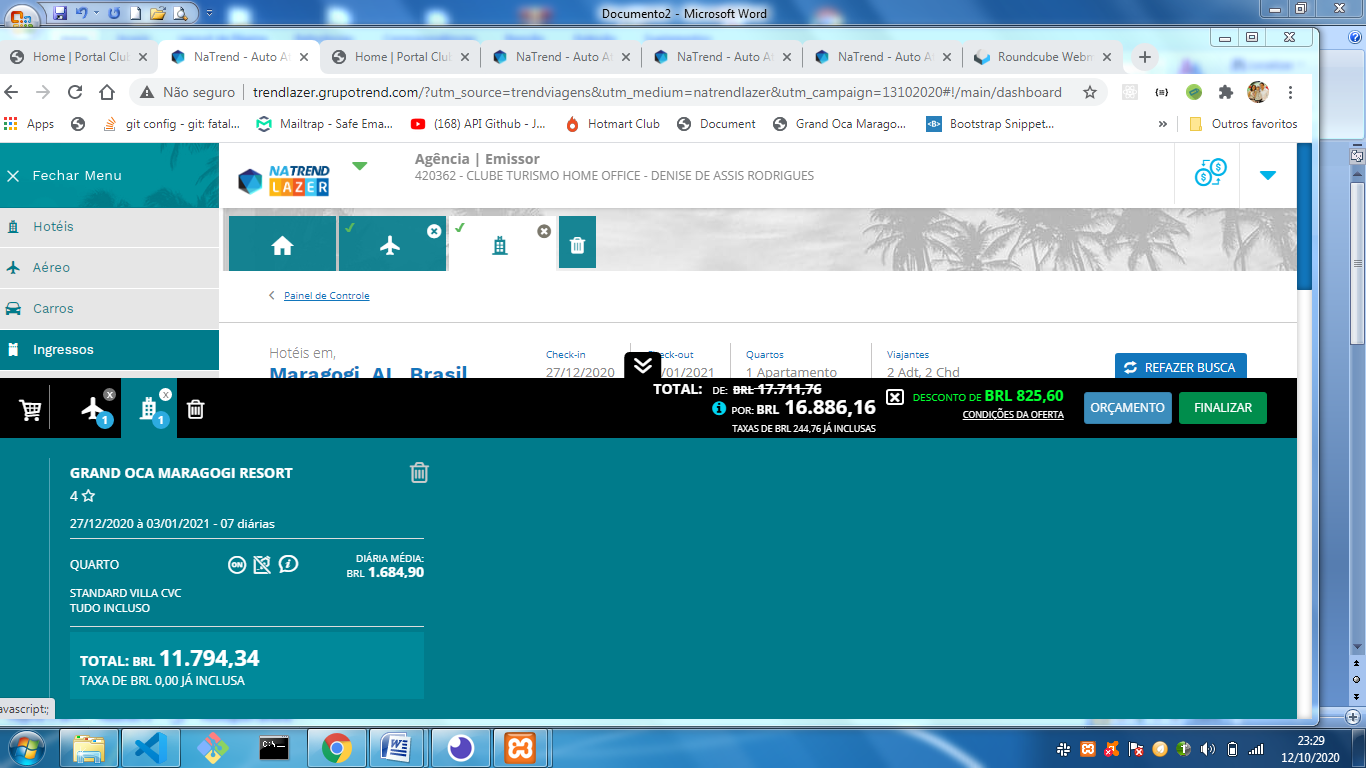 Documento2 - Microsoft Word
Home | Portal Clu
NaTrend - Auto A
Home | Portal Clu
NaTrend - Auto A
NaTrend - Auto A
NaTrend - Auto A
Roundcube Webm
Não seguro
trendlazer.grupotrend.com/?utm_source=trendviagens&utm_medium=natrendlazer&utm_campaign=13102020#!/main/dashboard
Apps
git config - git: fatal...
Mailtrap - Safe Ema...
(168) API Github - J...
Hotmart Club
Document
Grand Oca Marago...
Bootstrap Snippet...
»
Outros favoritos
Fechar Menu
NATREND
LAZER
Agência | Emissor
420362 - CLUBE TURISMO HOME OFFICE - DENISE DE ASSIS RODRIGUES
Hotéis
Aéreo
Carros
Ingressos
Painel de Controle
Hotéis em,
Maragogi, AL, Brasil
Check-in
27/12/2020
eck-out
/01/2021
Quartos
1 Apartamento
Viajantes
2 Adt, 2 Chd
REFAZER BUSCA
x
1
x
1
TOTAL:
DE: BRL 17.711,76
POR: BRL 16.886,16
TAXAS DE BRL 244,76 JÁ INCLUSAS
DESCONTO DE BRL 825,60
CONDIÇÕES DA OFERTA
ORÇAMENTO
FINALIZAR
GRAND OCA MARAGOGI RESORT
4
27/12/2020 à 03/01/2021 - 07 diárias
QUARTO
ON
DIÁRIA MÉDIA:
BRL 1.684,90
STANDARD VILLA CVC
TUDO INCLUSO
TOTAL: BRL 11.794,34
TAXA DE BRL 0,00 JÁ INCLUSA
avascript:;
23:29
12/10/2020